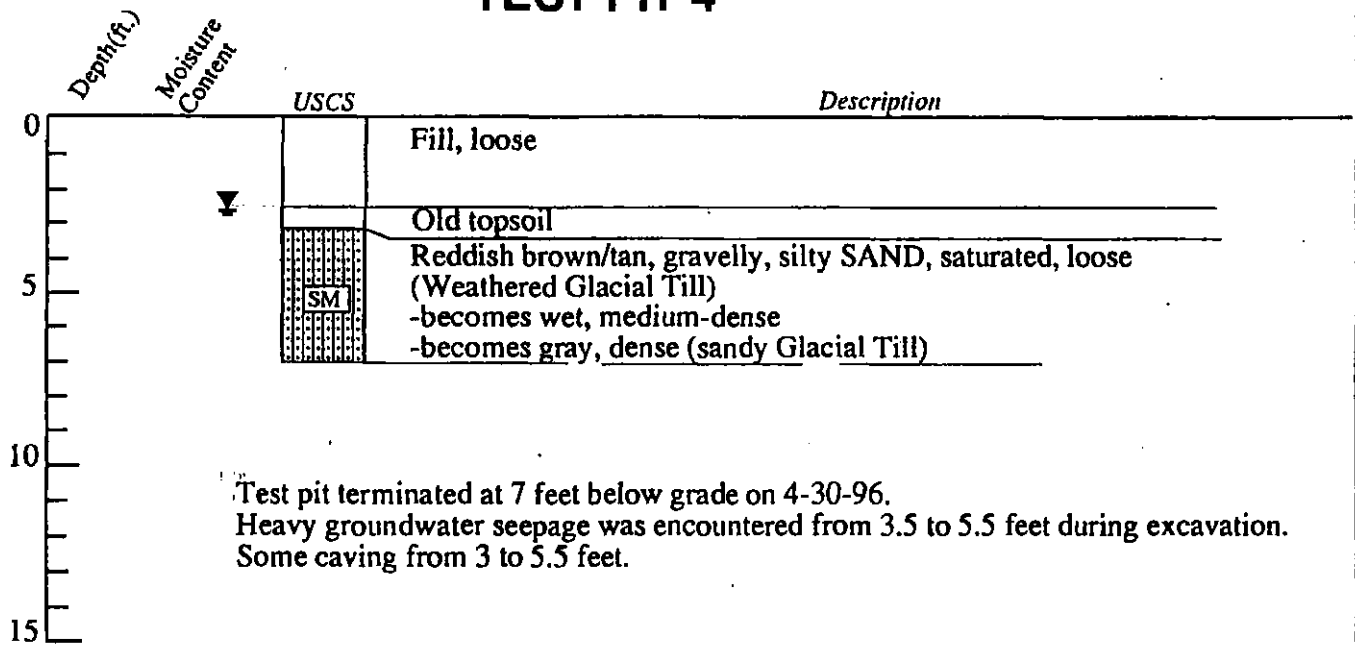 TEST PIT 4
Depth(ft.)
Moisture
Content
USCS
Description
0
Fill, loose
Old topsoil
Reddish brown/tan, gravelly, silty SAND, saturated, loose
5
(Weathered Glacial Till)
SM
-becomes wet, medium-dense
-becomes gray, dense (sandy Glacial Till)
10
Test pit terminated at 7 feet below grade on 4-30-96.
Heavy groundwater seepage was encountered from 3.5 to 5.5 feet during excavation.
Some caving from 3 to 5.5 feet.
15